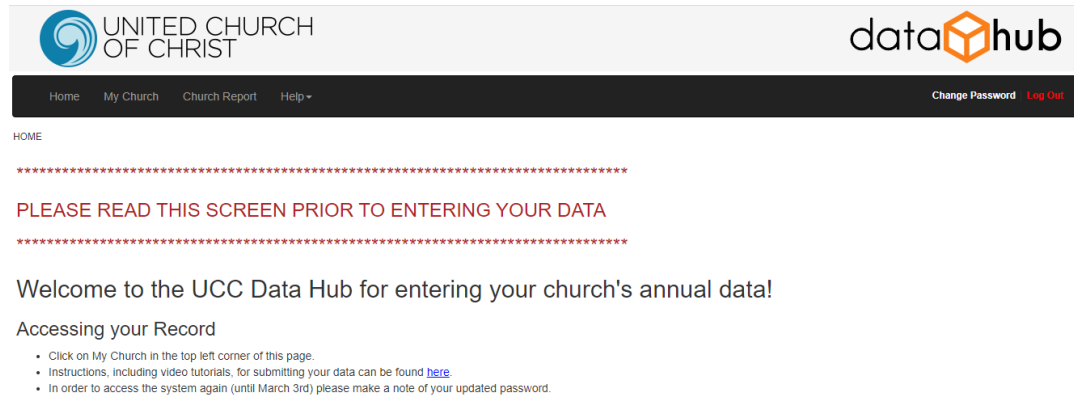 UNITED CHURCH
OF CHRIST
data hub
Home My Church Church Report Help
Change Password Log Out
HOME
*********************************************************************************
PLEASE READ THIS SCREEN PRIOR TO ENTERING YOUR DATA
*********************************************************************************
Welcome to the UCC Data Hub for entering your church's annual data!
Accessing your Record
• Click on My Church in the top left corner of this page.
• Instructions, including video tutorials, for submitting your data can be found here.
• In order to access the system again (until March 3rd) please make a note of your updated password.